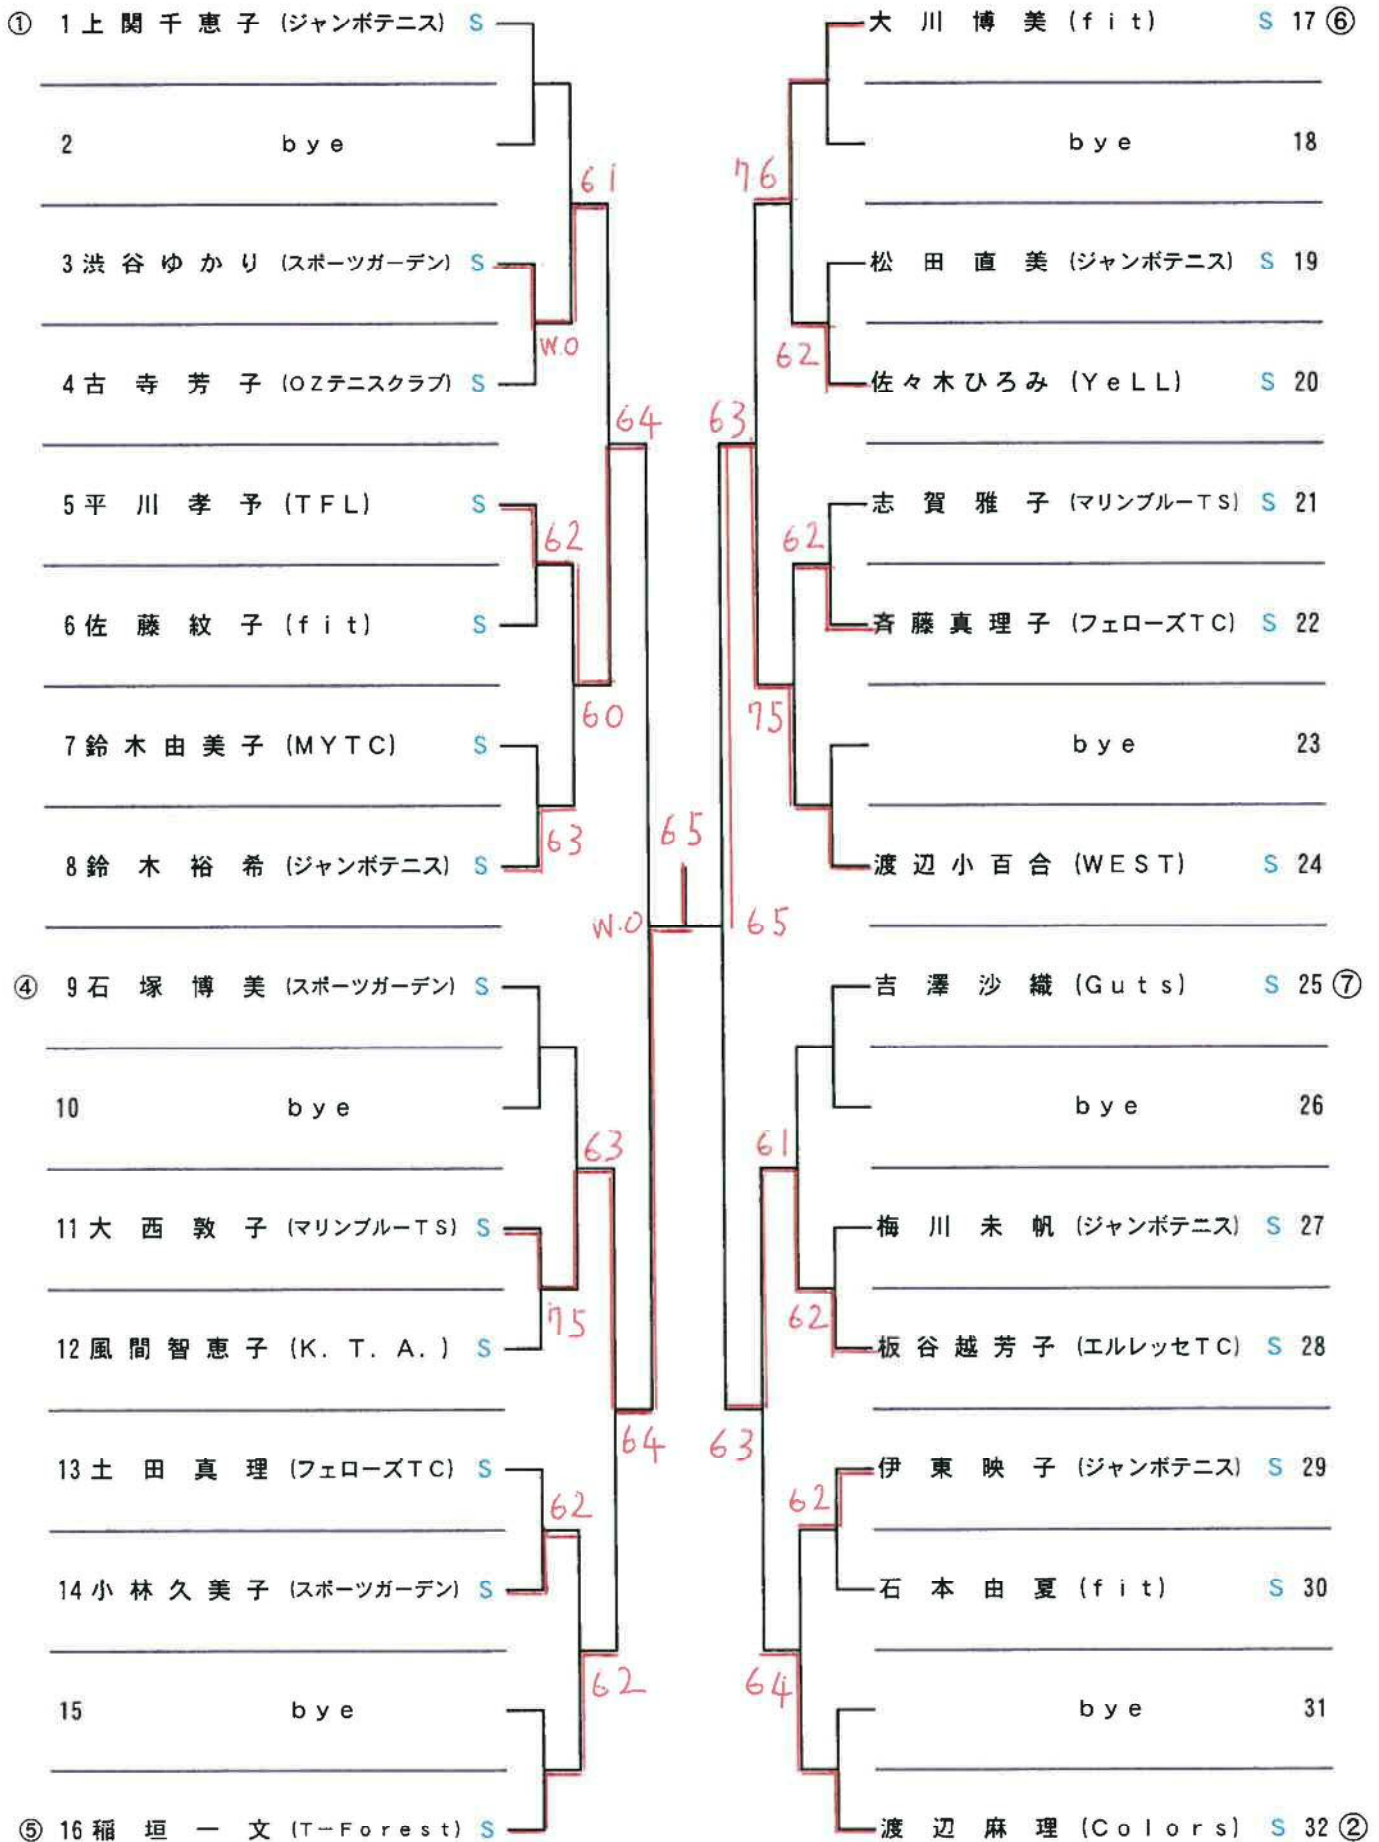 ① 1 上関千恵子 (ジャンボテニス) S
2 bye
61
3 渋谷ゆかり (スポーツガーデン) S
W.O
4 古寺芳子 (OZテニスクラブ) S
64
5 平川孝予 (TFL) S
62
6 佐藤紋子 (fit) S
60
7 鈴木由美子 (MYTC) S
63
8 鈴木裕希 (ジャンボテニス) S
W.O
65
④ 9 石塚博美 (スポーツガーデン) S
10 bye
63
11 大西敦子 (マリンブルーTS) S
75
12 風間智恵子 (K.T.A.) S
64
13 土田真理 (フェローズTC) S
62
14 小林久美子 (スポーツガーデン) S
62
15 bye
⑤ 16 稲垣一文 (T-Forest) S
大川博美 (fit) S 17 ⑥
bye 18
76
松田直美 (ジャンボテニス) S 19
62
佐々木ひろみ (YeLL) S 20
63
志賀雅子 (マリンブルーTS) S 21
62
斉藤真理子 (フェローズTC) S 22
75
bye 23
渡辺小百合 (WEST) S 24
65
吉澤沙織 (Guts) S 25 ⑦
bye 26
61
梅川未帆 (ジャンボテニス) S 27
62
板谷越芳子 (エルレッセTC) S 28
63
伊東映子 (ジャンボテニス) S 29
62
石本由夏 (fit) S 30
64
bye 31
渡辺麻理 (Colors) S 32 ②